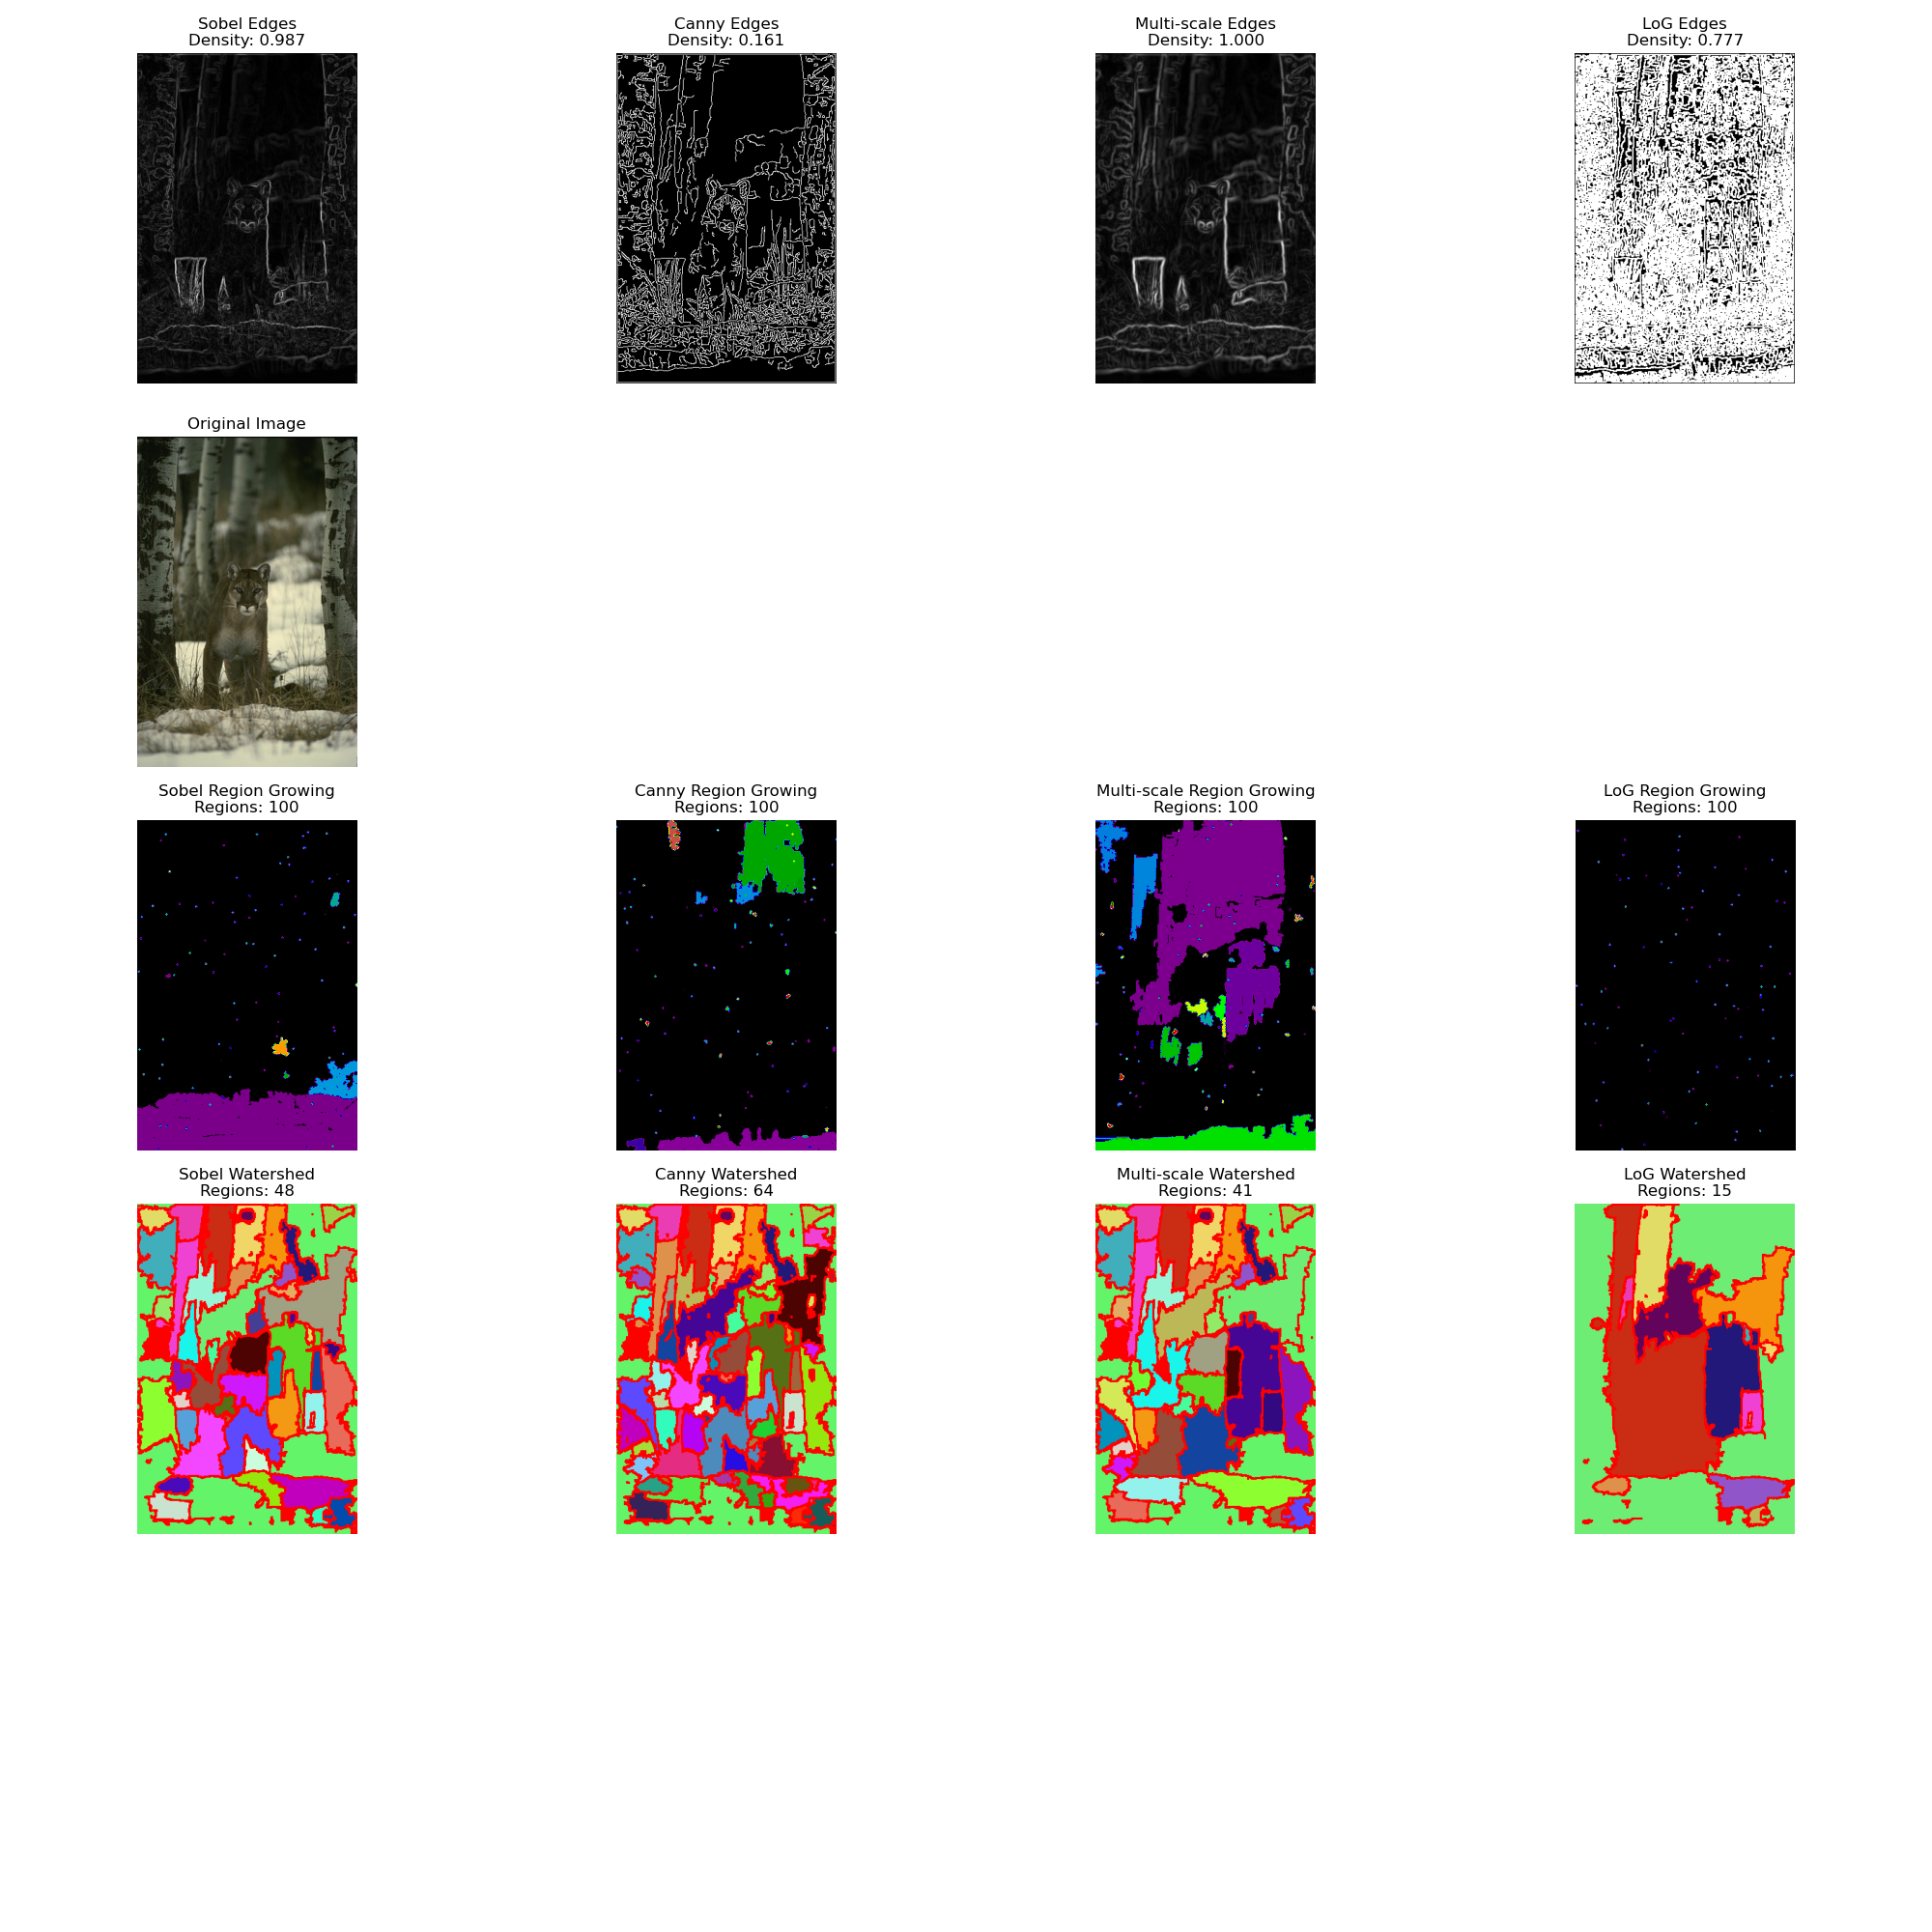 Sobel Edges
Density: 0.987
Canny Edges
Density: 0.161
Multi-scale Edges
Density: 1.000
LoG Edges
Density: 0.777
Original Image
Sobel Region Growing
Regions: 100
Canny Region Growing
Regions: 100
Multi-scale Region Growing
Regions: 100
LoG Region Growing
Regions: 100
Sobel Watershed
Regions: 48
Canny Watershed
Regions: 64
Multi-scale Watershed
Regions: 41
LoG Watershed
Regions: 15